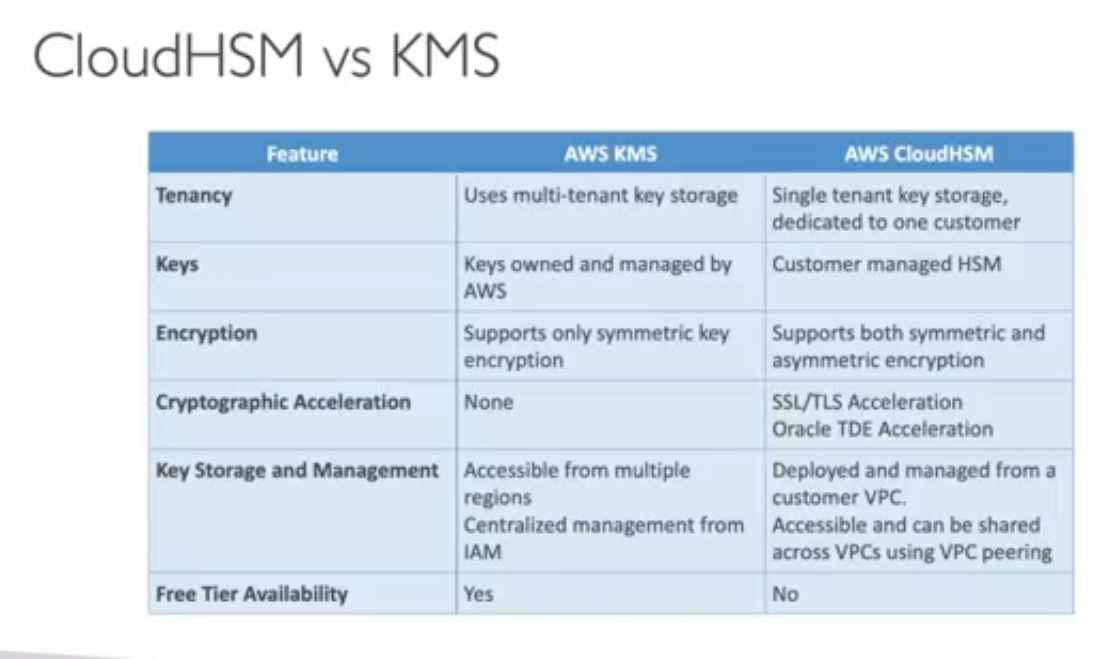 CloudHSM vs KMS
Feature AWS KMS AWS CloudHSM
Tenancy Uses multi-tenant key storage Single tenant key storage,
dedicated to one customer
Keys Keys owned and managed by Customer managed HSM
AWS
Encryption Supports only symmetric key Supports both symmetric and
encryption asymmetric encryption
Cryptographic Acceleration None SSL/TLS Acceleration
Oracle TDE Acceleration
Key Storage and Management Accessible from multiple Deployed and managed from a
regions customer VPC.
Centralized management from Accessible and can be shared
IAM across VPCs using VPC peering
Free Tier Availability Yes No